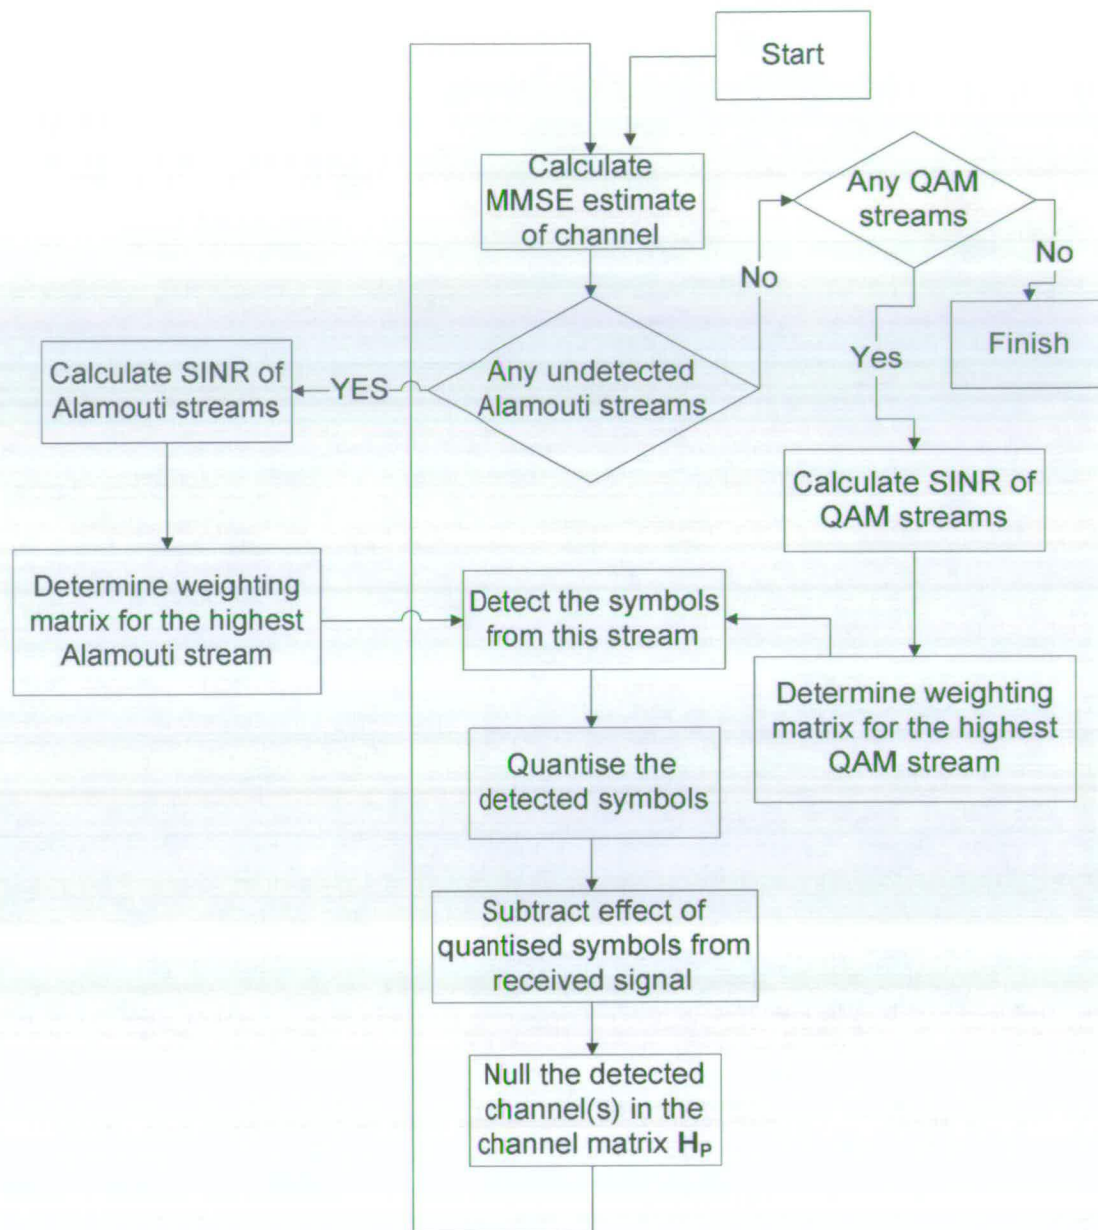 Start
Calculate
MMSE estimate
of channel
Any QAM
streams
No
No
Finish
Yes
Calculate SINR of
Alamouti streams
YES
Any undetected
Alamouti streams
Calculate SINR of
QAM streams
Determine weighting
matrix for the highest
Alamouti stream
Detect the symbols
from this stream
Determine weighting
matrix for the highest
QAM stream
Quantise the
detected symbols
Subtract effect of
quantised symbols from
received signal
Null the detected
channel(s) in the
channel matrix HP